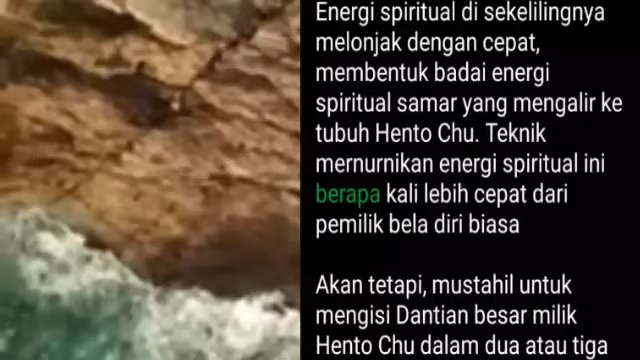 Energi spiritual di sekelilingnya
melonjak dengan cepat,
membentuk badai energi
spiritual samar yang mengalir ke
tubuh Hento Chu. Teknik
mernurnikan energi spiritual ini
berapa kali lebih cepat dari
pemilik bela diri biasa
Akan tetapi, mustahil untuk
mengisi Dantian besar milik
Hento Chu dalam dua atau tiga